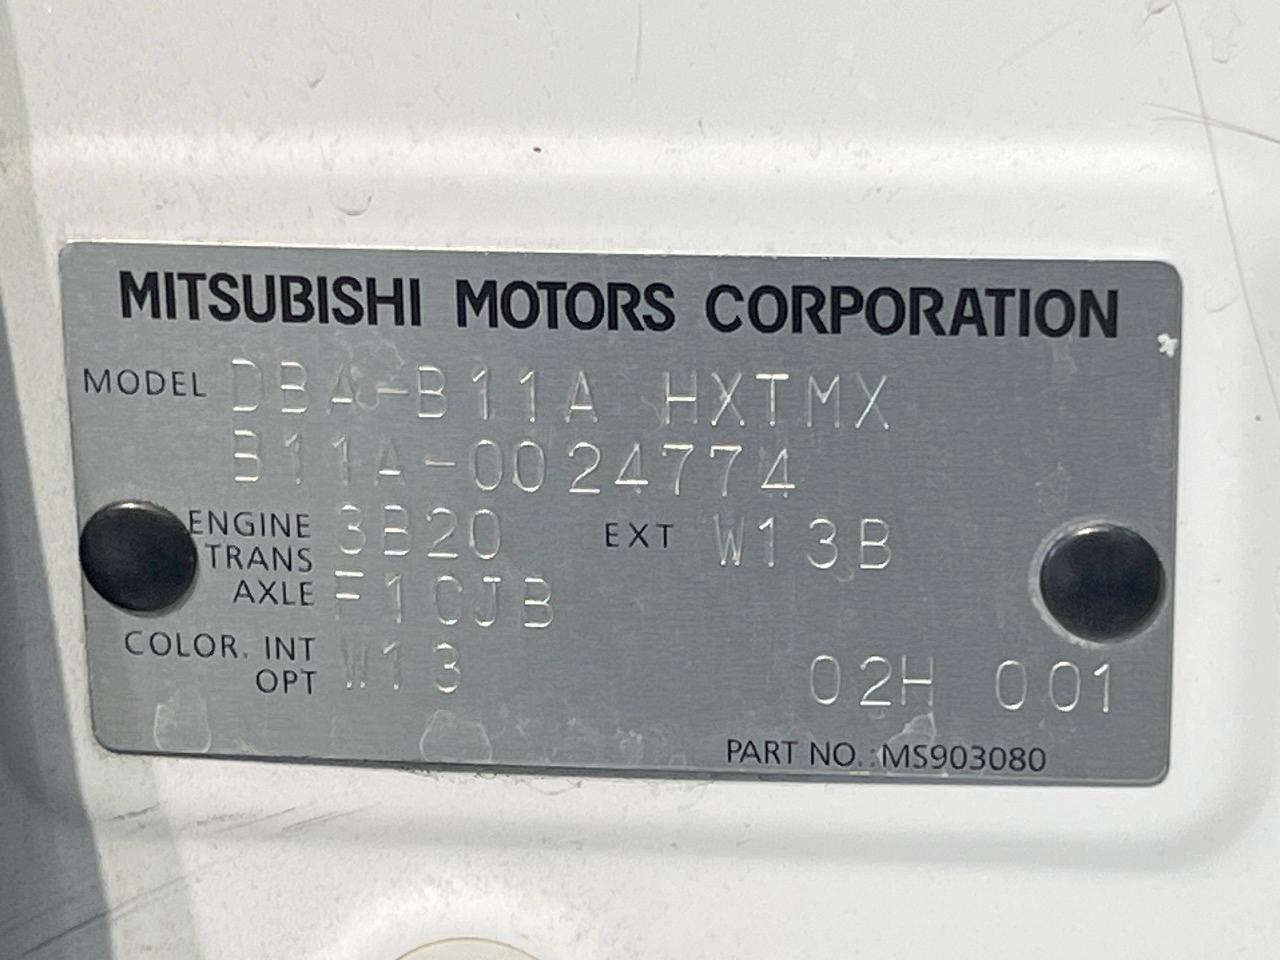 MITSUBISHI MOTORS CORPORATION
MODEL DBA-B11A HXTMX
B11A-0024774
ENGINE 3B20 EXT W13B
TRANS
AXLE F1CJB
COLOR. INT W13
OPT 02H 001
PART NO.:MS903080